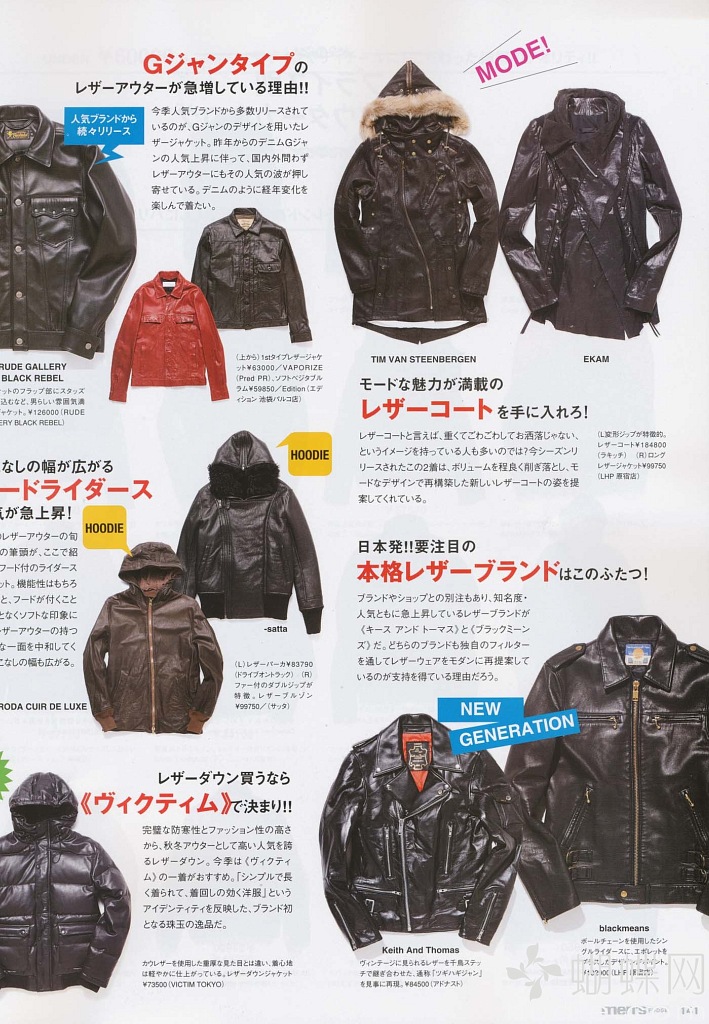 Gジャンタイプの
レザーアウターが急増している理由!!
人気ブランドから
続々リリース
今季人気ブランドから多数リリースされて
いるのが、Gジャンのデザインを用いたレ
ザージャケット。昨年からのデニムGジャ
ンの人気上昇に伴って、国内外問わず
レザーアウターにもその人気の波が押し
寄せている。デニムのように経年変化を
楽しんで着たい。
RUDE GALLERY
BLACK REBEL
ットのフラップ部にスタッズ
込むなど、男らしい雰囲気満
ャケット。¥126000（RUDE
ERY BLACK REBEL）
（上から）1stタイプレザージャケ
ット¥63000／VAPORIZE
（Pred PR）、ソフトベジタブル
ラム¥59850／Edition（エデ
ィション 池袋パルコ店）
MODE!
TIM VAN STEENBERGEN
EKAM
モードな魅力が満載の
レザーコートを手に入れろ!
レザーコートと言えば、重くてごわごわしてお洒落じゃない、
というイメージを持っている人も多いのでは?今シーズンリ
リースされたこの2着は、ボリュームを程良く削ぎ落とし、モ
ードなデザインで再構築した新しいレザーコートの姿を提
案してくれている。
（L）変形ジップが特徴的。
レザーコート¥184800
（ラキッチ）（R）ロング
レザージャケット¥99750
（LHP 原宿店）
なしの幅が広がる
ードライダース
気が急上昇!
HOODIE
HOODIE
レザーアウターの旬
の筆頭が、ここで紹
フード付のライダース
ット。機能性はもちろ
と、フードが付くこと
となくソフトな印象に
ザーアウターの持つ
な一面を中和してく
こなしの幅も広がる。
-satta
RODA CUIR DE LUXE
（L）レザーパーカ¥83790
（ドライブオントラック）（R）
ファー付のダブルジップが
特徴。レザーブルゾン
¥99750／（サッタ）
日本発!!要注目の
本格レザーブランドはこのふたつ!
ブランドやショップとの別注もあり、知名度・
人気ともに急上昇しているレザーブランドが
《キース アンド トーマス》と《ブラックミーン
ズ》だ。どちらのブランドも独自のフィルター
を通してレザーウェアをモダンに再提案して
いるのが支持を得ている理由だろう。
NEW
GENERATION
レザーダウン買うなら
《ヴィクティム》で決まり!!
完璧な防寒性とファッション性の高さ
から、秋冬アウターとして高い人気を誇
るレザーダウン。今季は《ヴィクティ
ム》の一着がおすすめ。「シンプルで長
く着られて、着回しの効く洋服」という
アイデンティティを反映した、ブランド初
となる珠玉の逸品だ。
カウレザーを使用した重厚な見た目とは違い、着心地
は軽やかに仕上がっている。レザーダウンジャケット
¥73500（VICTIM TOKYO）
Keith And Thomas
ヴィンテージに見られるレザーを千鳥ステッ
チで継ぎ合わせた、通称「ツギハギジャン」
を見事に再現。¥84500（アドナスト）
blackmeans
ボールチェーンを使用したシン
グルライダースに、エポレットを
蝴蝶网
141